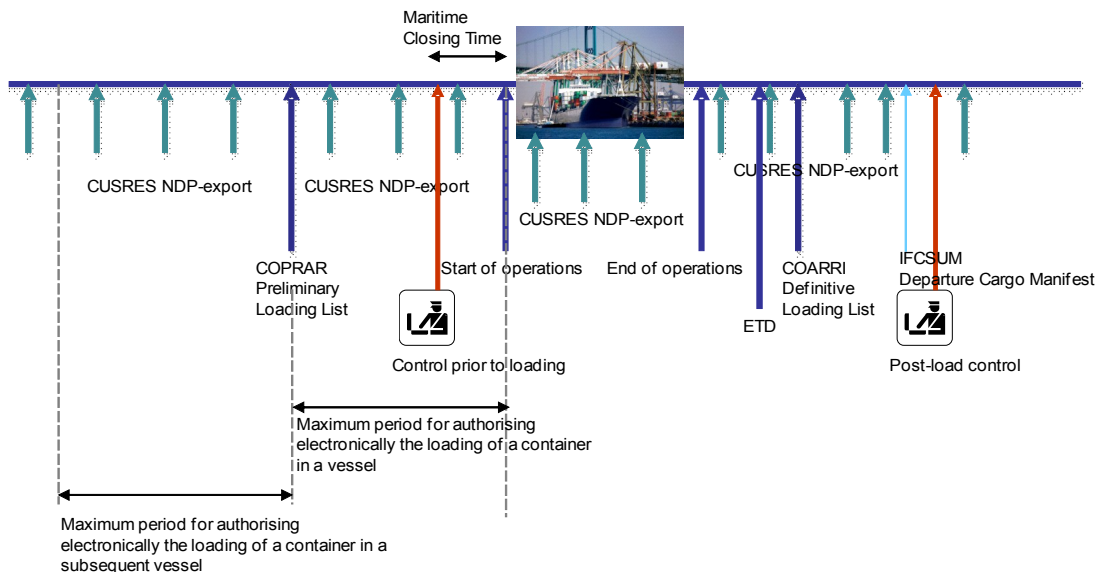 Maritime
Closing Time
CUSRES NDP-export
CUSRES NDP-export
CUSRES NDP-export
CUSRES NDP-export
COPRAR
Preliminary
Loading List
Start of operations
End of operations
COARRI
Definitive
Loading List
IFCSUM
Departure Cargo Manifest
ETD
Control prior to loading
Post-load control
Maximum period for authorising
electronically the loading of a container
in a vessel
Maximum period for authorising
electronically the loading of a container in a
subsequent vessel